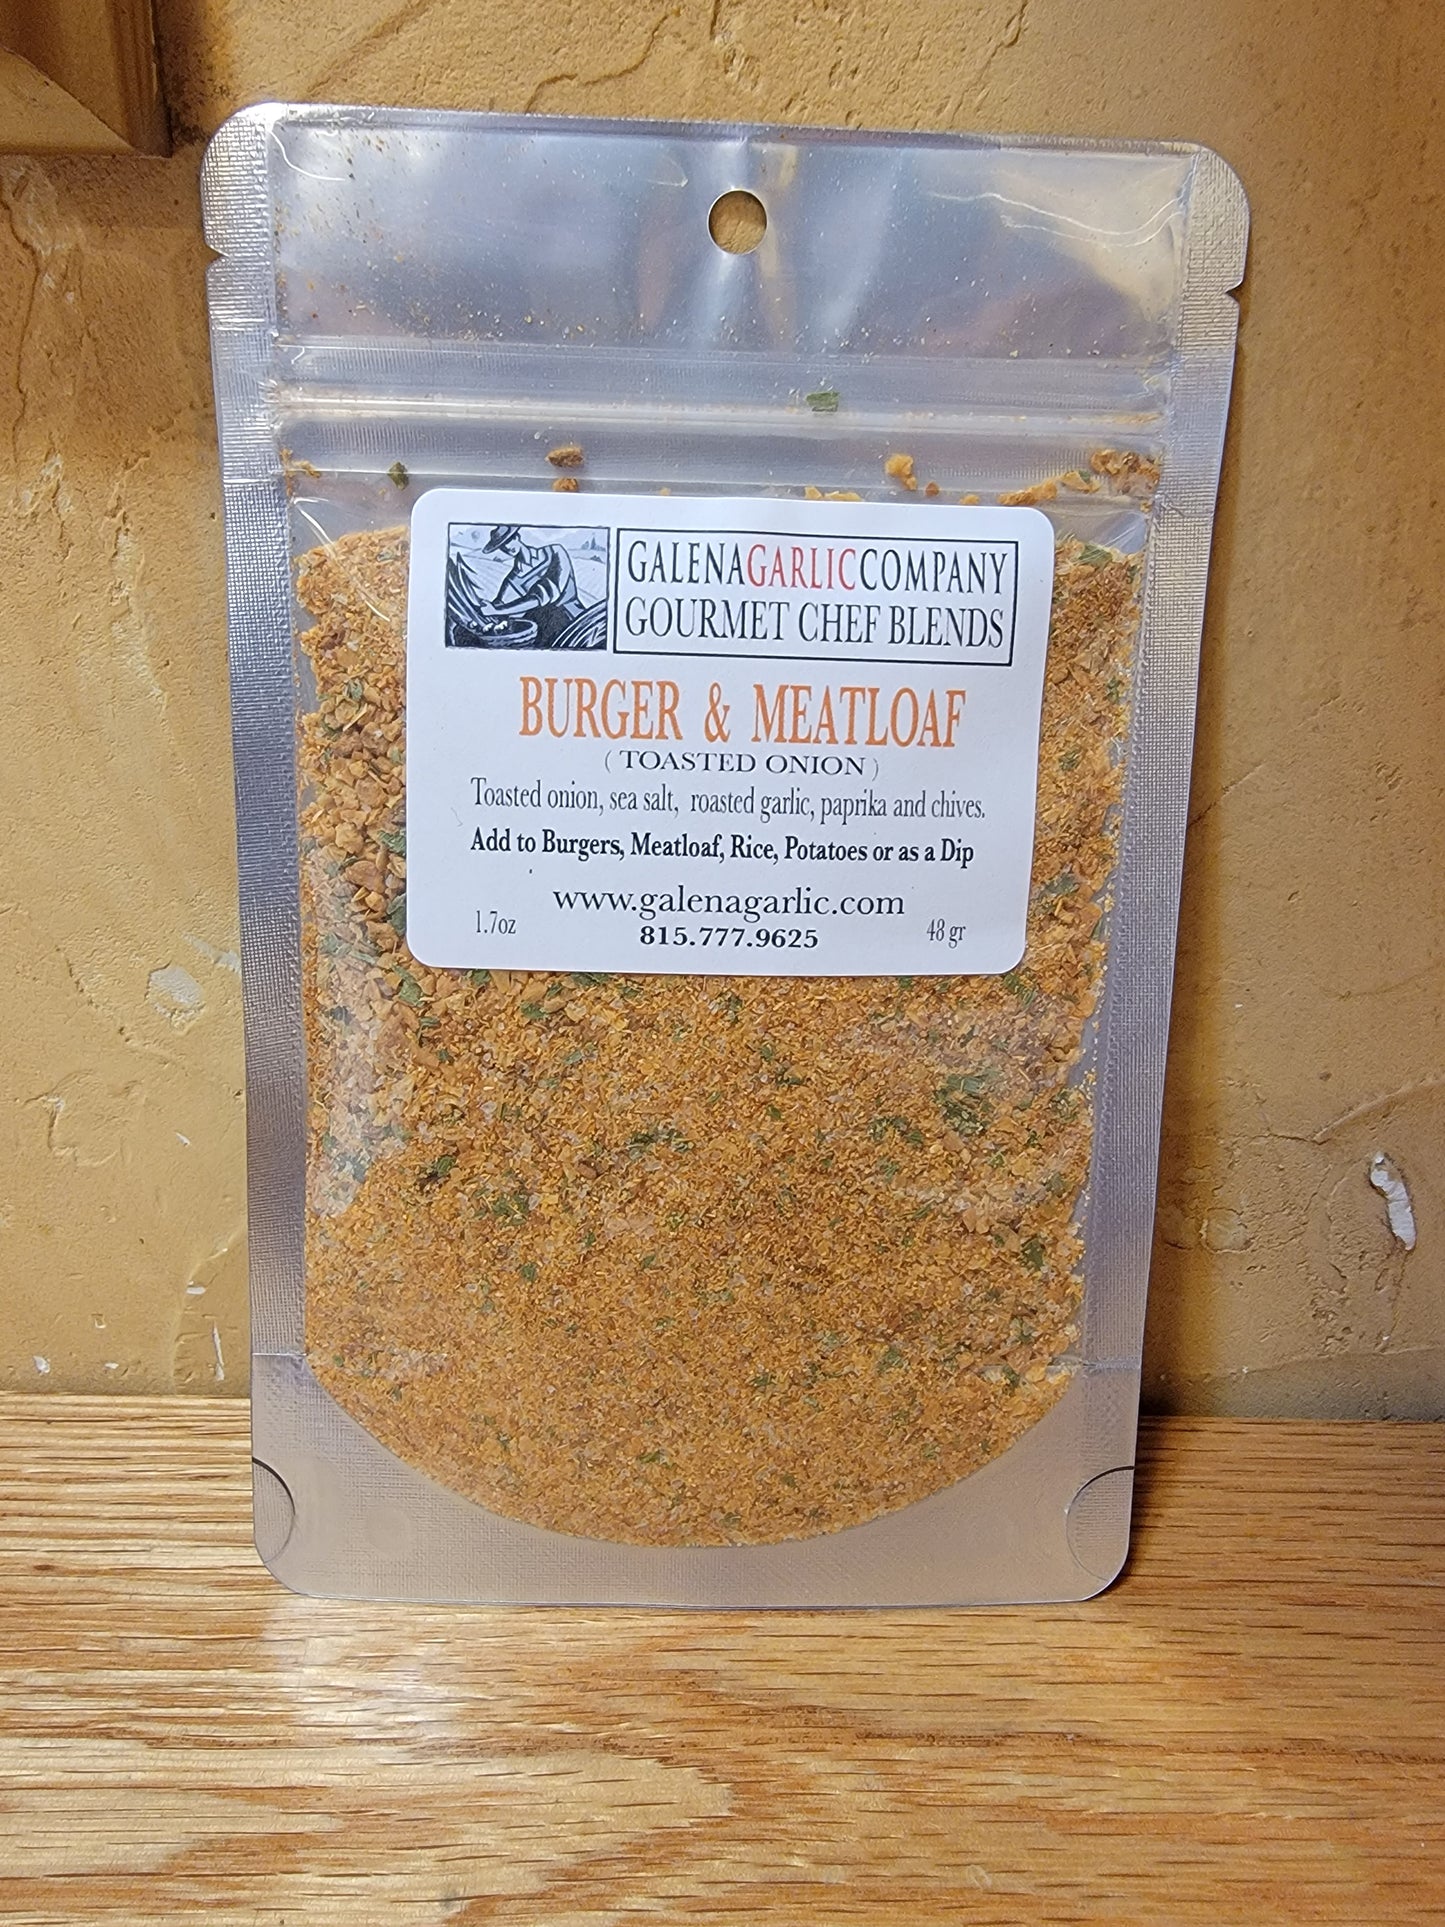 GALENAGARLICCOMPANY
GOURMET CHEF BLENDS
BURGER & MEATLOAF
( TOASTED ONION )
Toasted onion, sea salt, roasted garlic, paprika and chives.
Add to Burgers, Meatloaf, Rice, Potatoes or as a Dip
www.galenagarlic.com
1.7oz 815.777.9625 48 gr